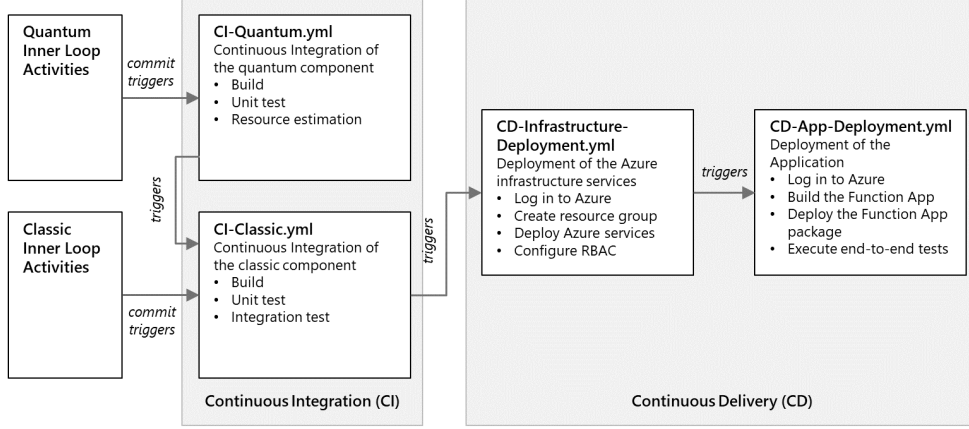 Quantum
Inner Loop
Activities
commit
triggers
CI-Quantum.yml
Continuous Integration of
the quantum component
• Build
• Unit test
• Resource estimation
triggers
Classic
Inner Loop
Activities
commit
triggers
CI-Classic.yml
Continuous Integration of
the classic component
• Build
• Unit test
• Integration test
triggers
Continuous Integration (CI)
CD-Infrastructure-
Deployment.yml
Deployment of the Azure
infrastructure services
• Log in to Azure
• Create resource group
• Deploy Azure services
• Configure RBAC
triggers
CD-App-Deployment.yml
Deployment of the
Application
• Log in to Azure
• Build the Function App
• Deploy the Function App
package
• Execute end-to-end tests
Continuous Delivery (CD)